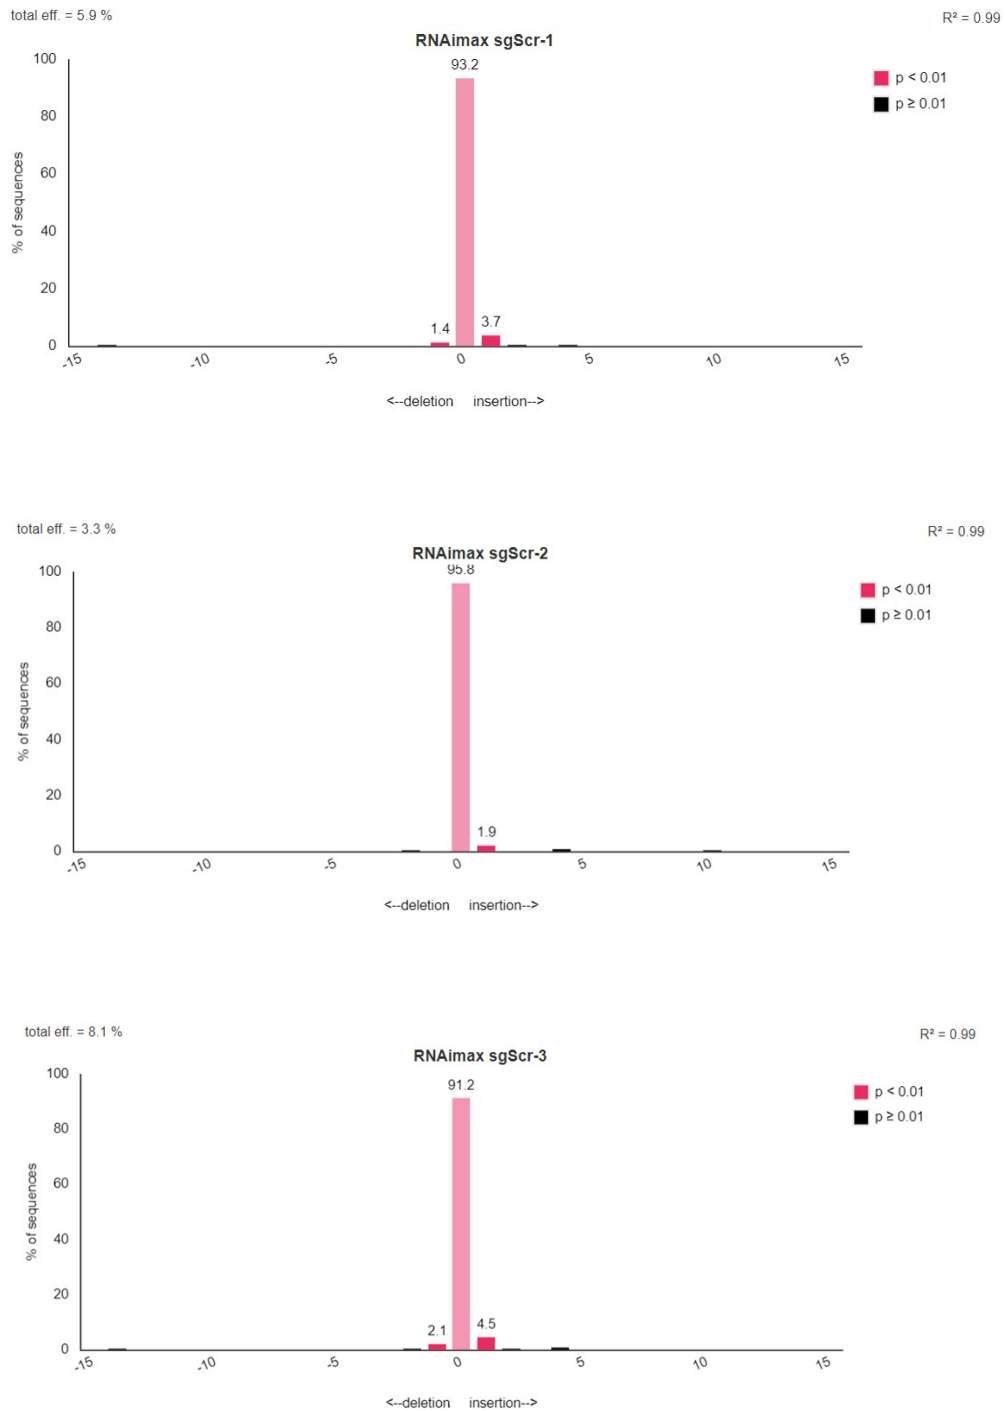 total eff. = 5.9 %
R² = 0.99
RNAimax sgScr-1
93.2
p < 0.01
p ≥ 0.01
% of sequences
100
80
60
40
20
0
1.4
3.7
-15 -10 -5 0 5 10 15
<--deletion insertion-->
total eff. = 3.3 %
R² = 0.99
RNAimax sgScr-2
95.8
p < 0.01
p ≥ 0.01
% of sequences
100
80
60
40
20
0
1.9
-15 -10 -5 0 5 10 15
<--deletion insertion-->
total eff. = 8.1 %
R² = 0.99
RNAimax sgScr-3
91.2
p < 0.01
p ≥ 0.01
% of sequences
100
80
60
40
20
0
2.1
4.5
-15 -10 -5 0 5 10 15
<--deletion insertion-->